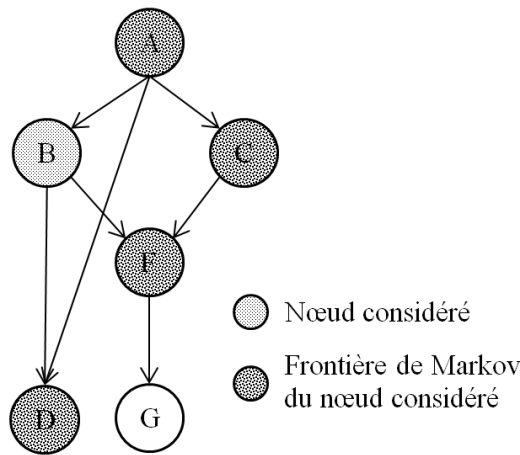 A
B
C
F
Nœud considéré
Frontière de Markov
du nœud considéré
D
G